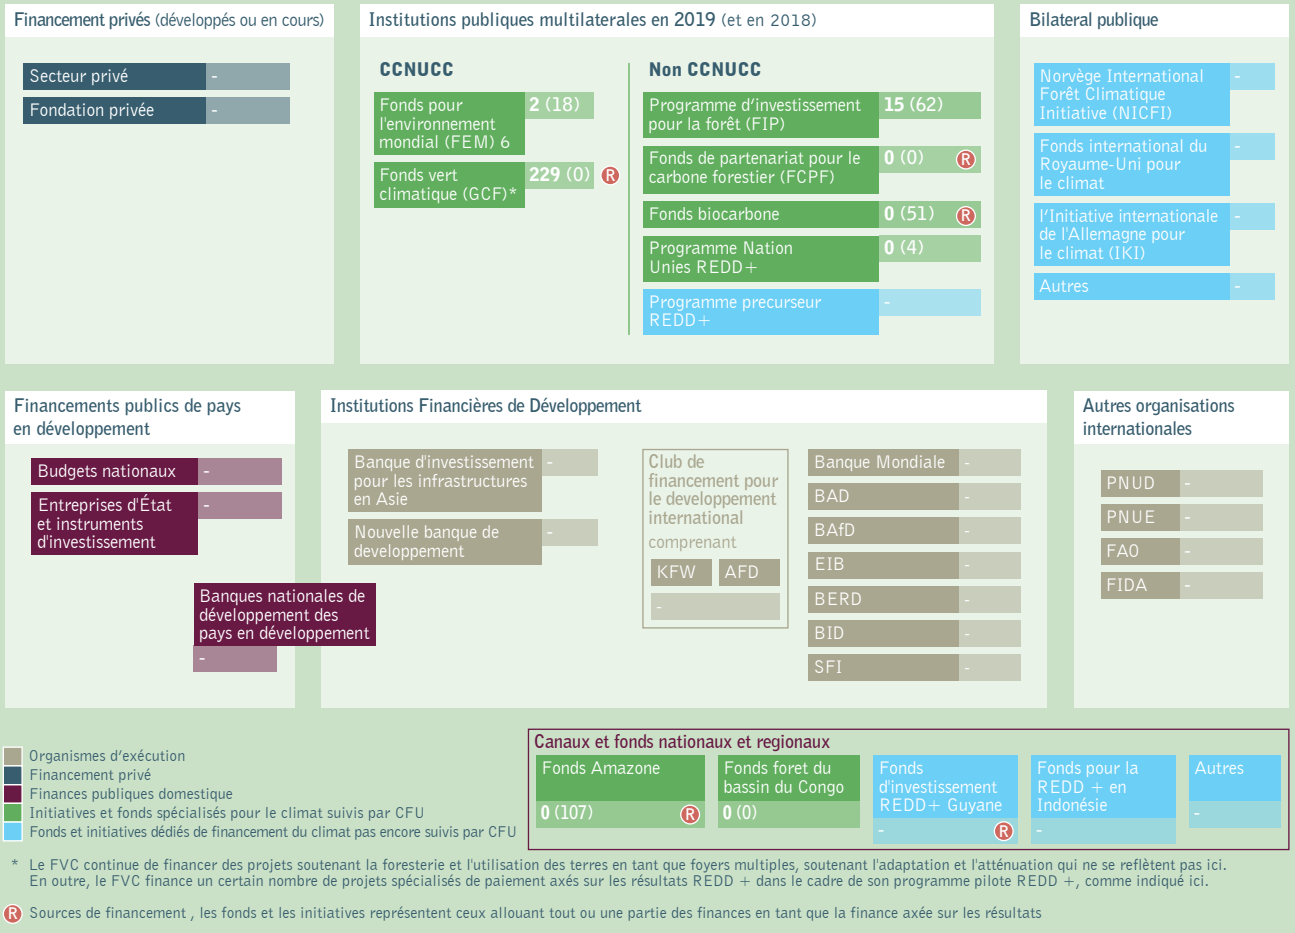 Financement privés (développés ou en cours)
Secteur privé -
Fondation privée -
Institutions publiques multilaterales en 2019 (et en 2018)
CCNUCC
Fonds pour
l'environnement
mondial (FEM) 6
2 (18)
Fonds vert
climatique (GCF)*
229 (0) R
Non CCNUCC
Programme d'investissement
pour la forêt (FIP)
15 (62)
Fonds de partenariat pour le
carbone forestier (FCPF)
0 (0) R
Fonds biocarbone 0 (51) R
Programme Nation
Unies REDD+
0 (4)
Programme precurseur
REDD+
-
Bilateral publique
Norvège International
Forêt Climatique
Initiative (NICFI)
-
Fonds international du
Royaume-Uni pour
le climat
-
l'Initiative internationale
de l'Allemagne pour
le climat (IKI)
-
Autres -
Financements publics de pays
en développement
Budgets nationaux -
Entreprises d'État
et instruments
d'investissement
-
Banques nationales de
développement des
pays en développement
-
Institutions Financières de Développement
Banque d'investissement
pour les infrastructures
en Asie
-
Nouvelle banque de
developpement
-
Club de
financement pour
le developpement
international
comprenant
KFW AFD
-
Banque Mondiale -
BAD -
BAfD -
EIB -
BERD -
BID -
SFI -
Autres organisations
internationales
PNUD -
PNUE -
FAO -
FIDA -
Organismes d'exécution
Financement privé
Finances publiques domestique
Initiatives et fonds spécialisés pour le climat suivis par CFU
Fonds et initiatives dédiés de financement du climat pas encore suivis par CFU
Canaux et fonds nationaux et regionaux
Fonds Amazone
0 (107) R
Fonds foret du
bassin du Congo
0 (0)
Fonds
d'investissement
REDD+ Guyane
- R
Fonds pour la
REDD + en
Indonésie
-
Autres
-
* Le FVC continue de financer des projets soutenant la foresterie et l'utilisation des terres en tant que foyers multiples, soutenant l'adaptation et l'atténuation qui ne se reflètent pas ici.
En outre, le FVC finance un certain nombre de projets spécialisés de paiement axés sur les résultats REDD + dans le cadre de son programme pilote REDD +, comme indiqué ici.
R Sources de financement , les fonds et les initiatives représentent ceux allouant tout ou une partie des finances en tant que la finance axée sur les résultats